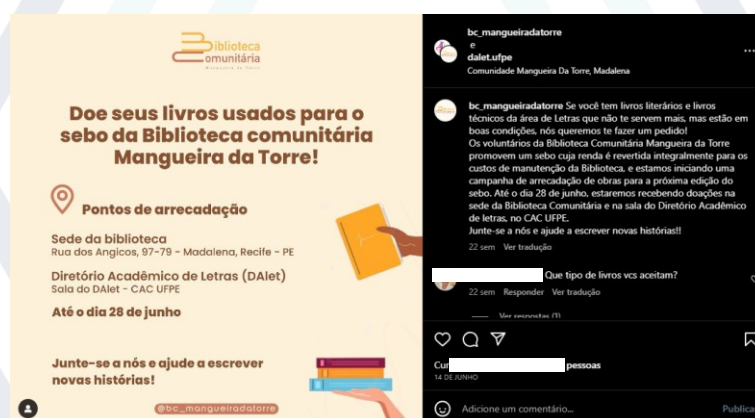 Biblioteca
Comunitária
Mangueira da Torre
Doe seus livros usados para o
sebo da Biblioteca comunitária
Mangueira da Torre!
Pontos de arrecadação
Sede da biblioteca
Rua dos Angicos, 97-79 - Madalena, Recife - PE
Diretório Acadêmico de Letras (DAlet)
Sala do DAlet - CAC UFPE
Até o dia 28 de junho
Junte-se a nós e ajude a escrever
novas histórias!
@bc_mangueiradatorre
bc_mangueiradatorre
e
dalet.ufpe
Comunidade Mangueira Da Torre, Madalena
bc_mangueiradatorre Se você tem livros literários e livros
técnicos da área de Letras que não te servem mais, mas estão em
boas condições, nós queremos te fazer um pedido!
Os voluntários da Biblioteca Comunitária Mangueira da Torre
promovem um sebo cuja renda é revertida integralmente para os
custos de manutenção da Biblioteca, e estamos iniciando uma
campanha de arrecadação de obras para a próxima edição do
sebo. Até o dia 28 de junho, estaremos recebendo doações na
sede da Biblioteca Comunitária e na sala do Diretório Acadêmico
de letras, no CAC UFPE.
Junte-se a nós e ajude a escrever novas histórias!!
22 sem Ver tradução
Que tipo de livros vcs aceitam?
22 sem Responder Ver tradução
Ver respostas (1)
Cur pessoas
14 DE JUNHO
Adicione um comentário...
Publica